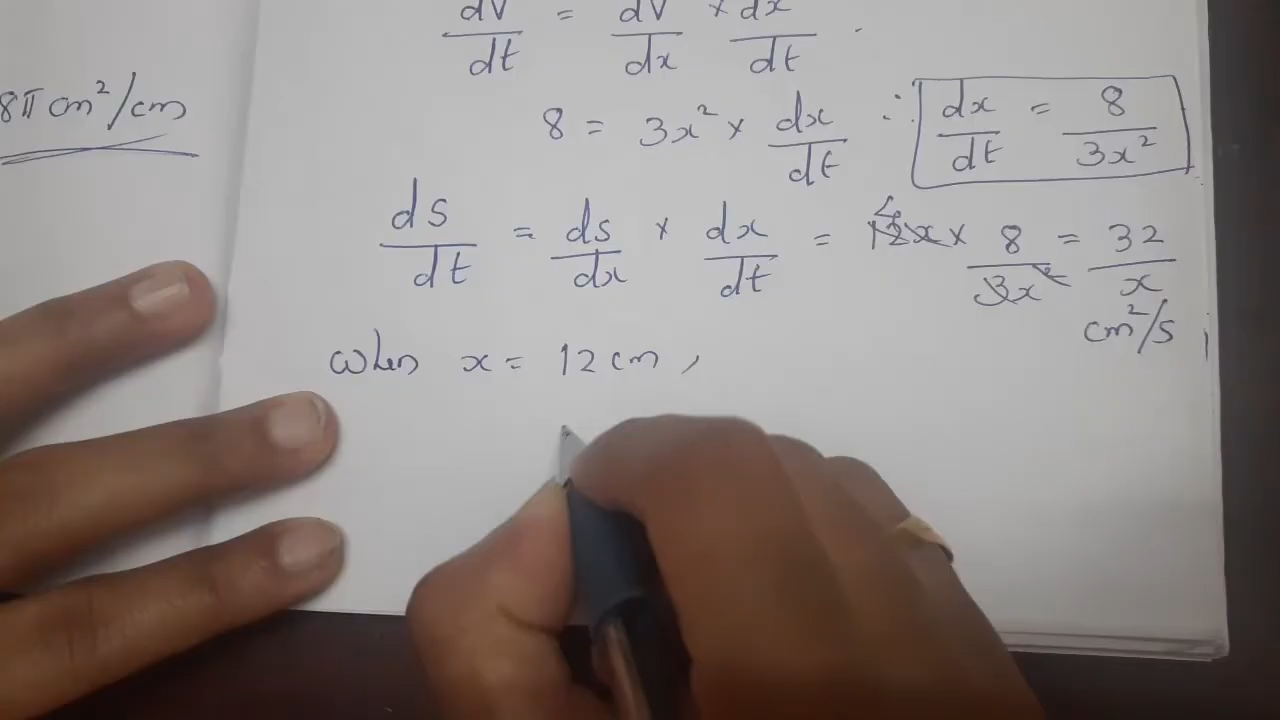 8π cm²/cm
dV/dt = dV/dx × dx/dt .
8 = 3x² × dx/dt ∴ dx/dt = 8/3x²
ds/dt = ds/dx × dx/dt = 12x × 8/3x² = 32/x
4
cm²/s
when x = 12 cm ,